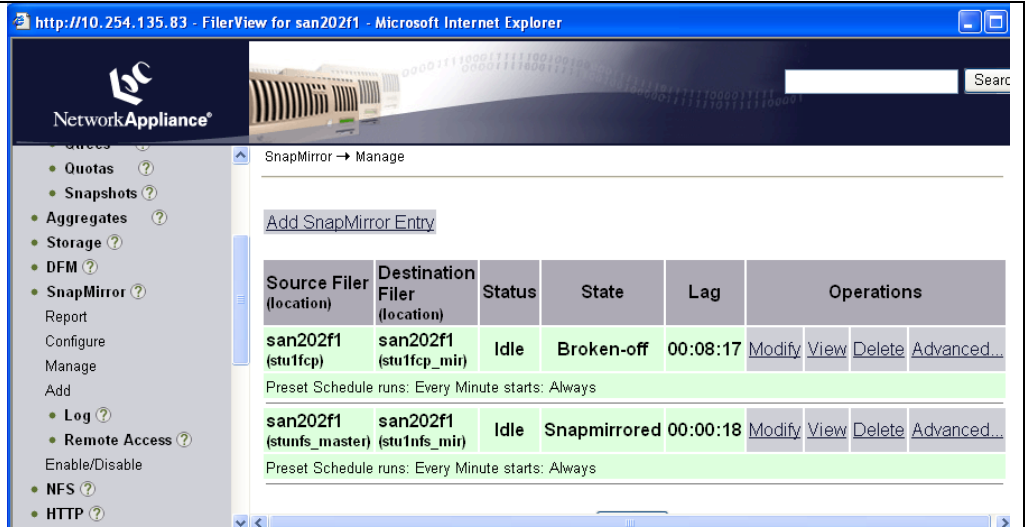 http://10.254.135.83 - FilerView for san202f1 - Microsoft Internet Explorer
NetworkAppliance®
Searc
Qtrees ?
Quotas ?
Snapshots ?
Aggregates ?
Storage ?
DFM ?
SnapMirror ?
Report
Configure
Manage
Add
Log ?
Remote Access ?
Enable/Disable
NFS ?
HTTP ?
SnapMirror → Manage
Add SnapMirror Entry
Source Filer (location) Destination Filer (location) Status State Lag Operations
san202f1 (stu1fcp) san202f1 (stu1fcp_mir) Idle Broken-off 00:08:17 Modify View Delete Advanced...
Preset Schedule runs: Every Minute starts: Always
san202f1 (stunfs_master) san202f1 (stu1nfs_mir) Idle Snapmirrored 00:00:18 Modify View Delete Advanced...
Preset Schedule runs: Every Minute starts: Always